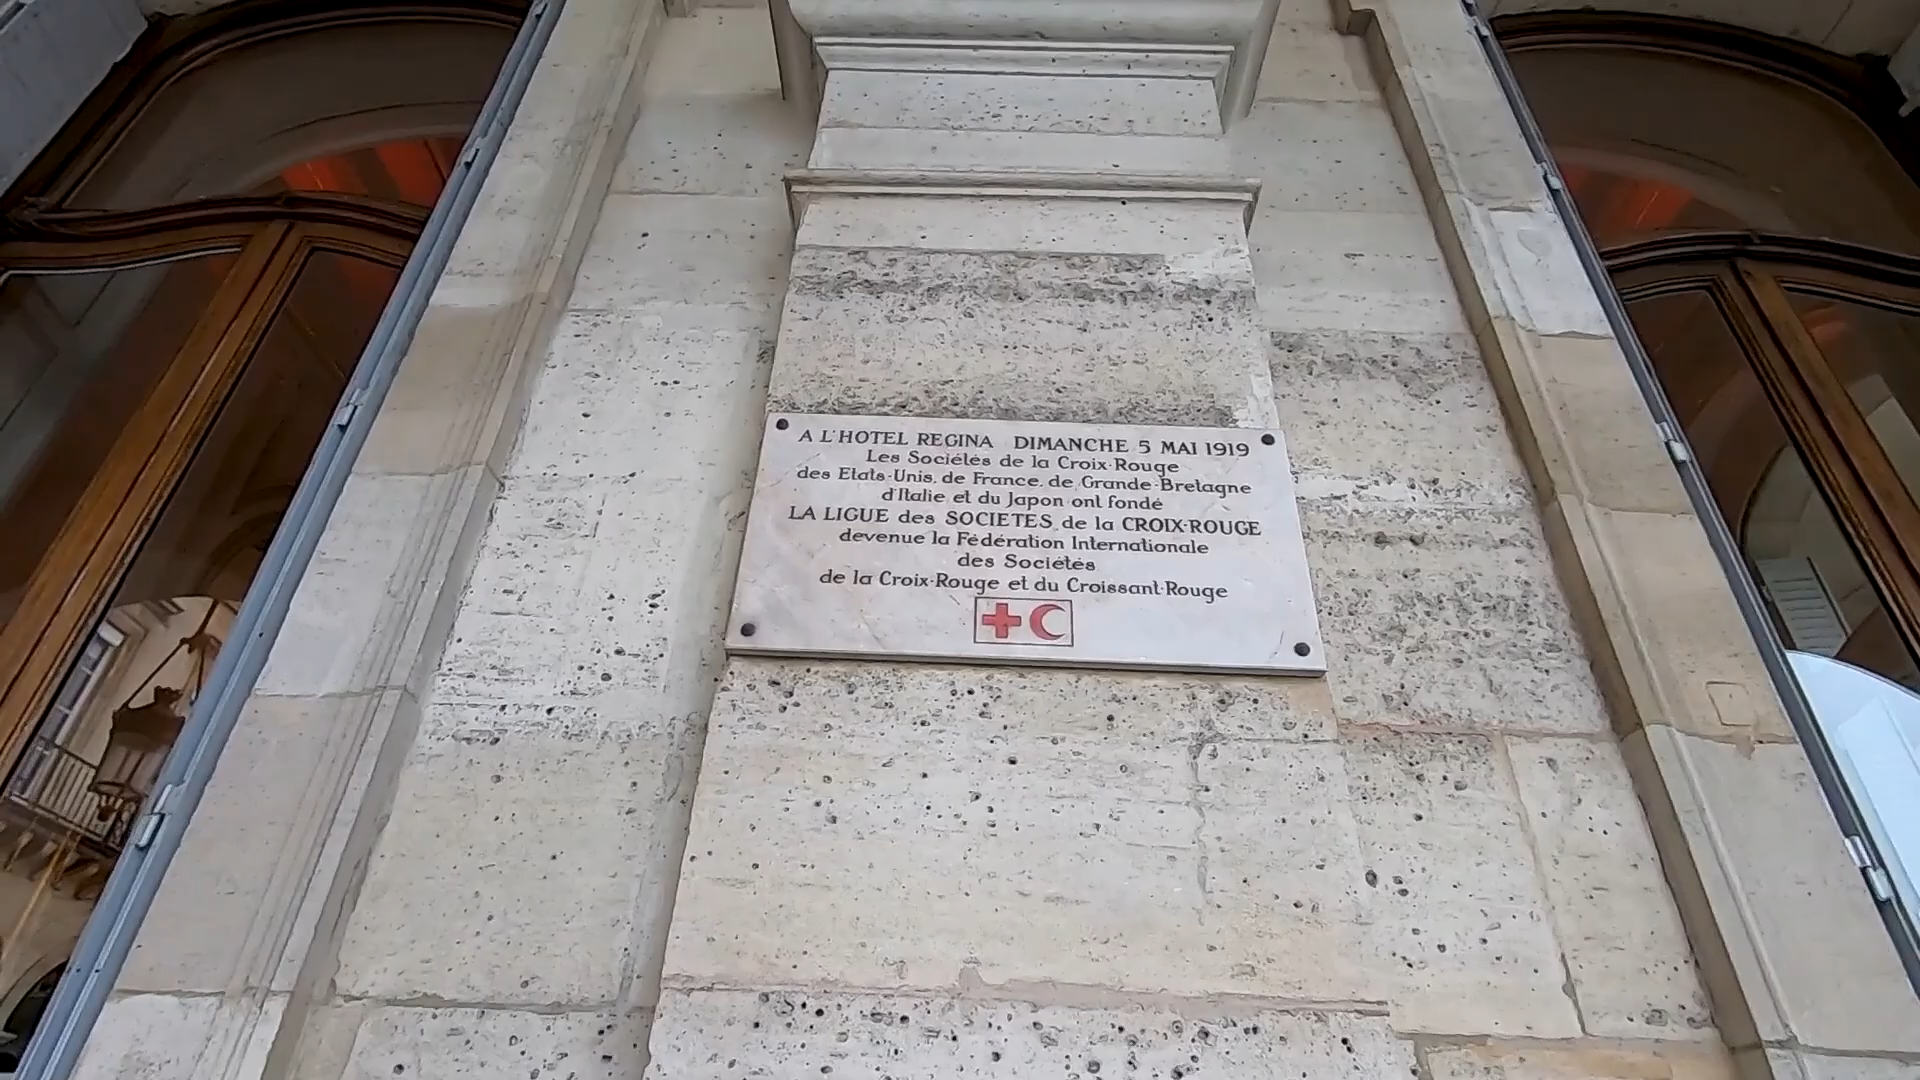 A L'HOTEL REGINA DIMANCHE 5 MAI 1919
Les Sociétés de la Croix-Rouge
des Etats-Unis, de France, de Grande-Bretagne
d'Italie et du Japon ont fondé
LA LIGUE des SOCIETES de la CROIX-ROUGE
devenue la Fédération Internationale
des Sociétés
de la Croix-Rouge et du Croissant-Rouge